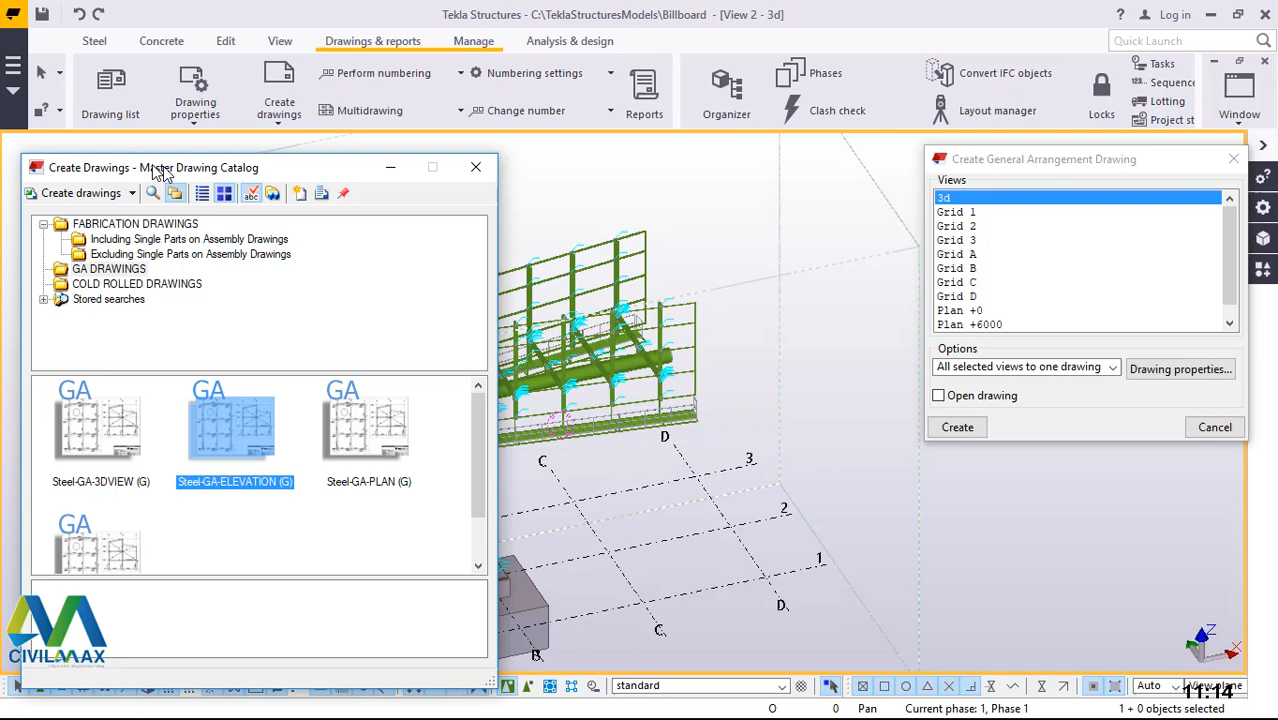 Tekla Structures - C:\TeklaStructuresModels\Billboard - [View 2 - 3d]
Log in
Steel Concrete Edit View Drawings & reports Manage Analysis & design
Quick Launch
Perform numbering Numbering settings Phases Convert IFC objects Tasks
Sequence
Drawing list Drawing properties Create drawings Multidrawing Change number Reports Organizer Clash check Layout manager Locks Lotting Window
Project st
Create Drawings - Master Drawing Catalog
Create drawings
abc
FABRICATION DRAWINGS
Including Single Parts on Assembly Drawings
Excluding Single Parts on Assembly Drawings
GA DRAWINGS
COLD ROLLED DRAWINGS
Stored searches
GA GA GA
Steel-GA-3DVIEW (G) Steel-GA-ELEVATION (G) Steel-GA-PLAN (G)
GA
CIVILMAX
Create General Arrangement Drawing
Views
3d
Grid 1
Grid 2
Grid 3
Grid A
Grid B
Grid C
Grid D
Plan +0
Plan +6000
Options
All selected views to one drawing Drawing properties...
Open drawing
Create Cancel
D
C
3
2
1
D
C
B
Z
standard
Auto
View plane
11:14
O 0 Pan Current phase: 1, Phase 1 1 + 0 objects selected